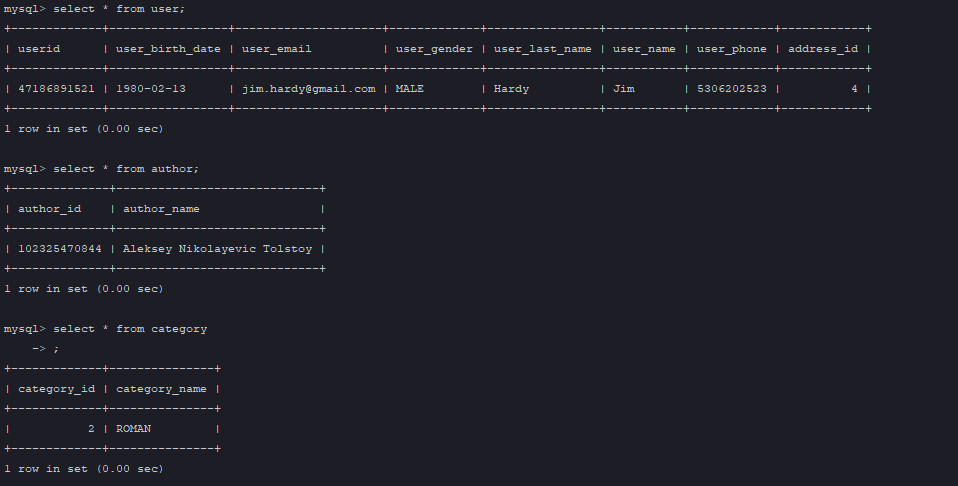 mysql> select * from user;
+-------------+-----------------+---------------------+-------------+----------------+-----------+------------+------------+
| userid      | user_birth_date | user_email          | user_gender | user_last_name | user_name | user_phone | address_id |
+-------------+-----------------+---------------------+-------------+----------------+-----------+------------+------------+
| 47186891521 | 1980-02-13      | jim.hardy@gmail.com | MALE        | Hardy          | Jim       | 5306202523 |          4 |
+-------------+-----------------+---------------------+-------------+----------------+-----------+------------+------------+
1 row in set (0.00 sec)
mysql> select * from author;
+--------------+-----------------------------+
| author_id    | author_name                 |
+--------------+-----------------------------+
| 102325470844 | Aleksey Nikolayevic Tolstoy |
+--------------+-----------------------------+
1 row in set (0.00 sec)
mysql> select * from category
    -> ;
+-------------+---------------+
| category_id | category_name |
+-------------+---------------+
|           2 | ROMAN         |
+-------------+---------------+
1 row in set (0.00 sec)